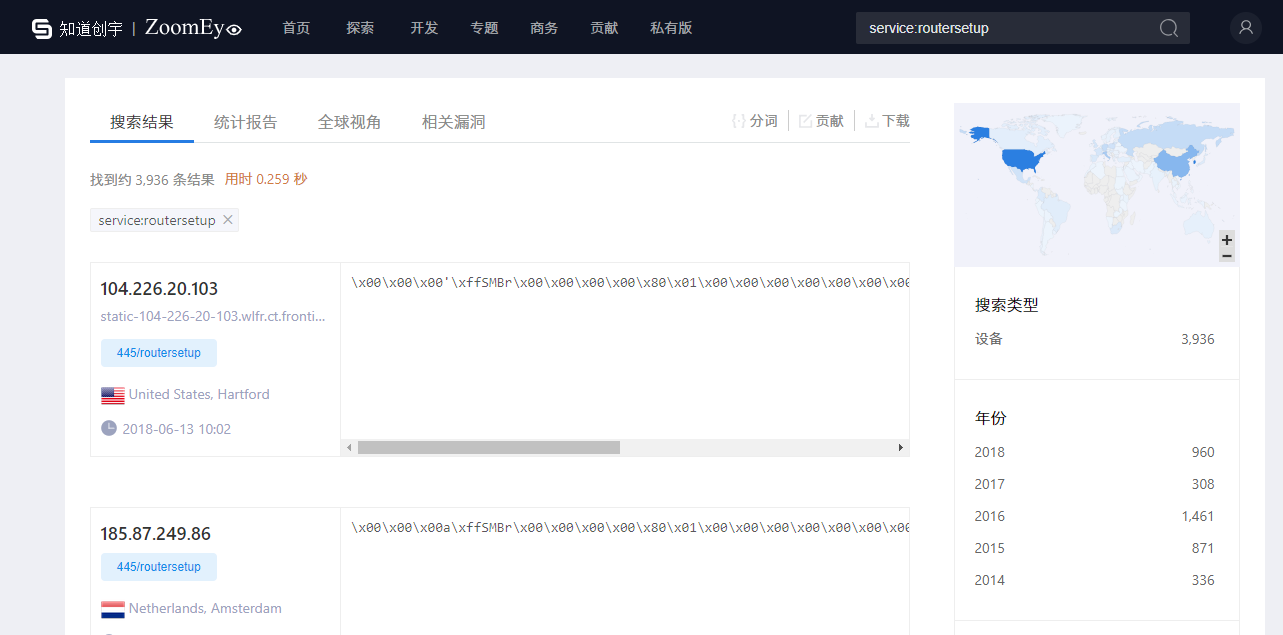 知道创宇 | ZoomEye 首页 探索 开发 专题 商务 贡献 私有版 service:routersetup
搜索结果 统计报告 全球视角 相关漏洞 分词 贡献 下载
找到约 3,936 条结果 用时 0.259 秒
service:routersetup
104.226.20.103
static-104-226-20-103.wlfr.ct.fronti...
445/routersetup
United States, Hartford
2018-06-13 10:02
\x00\x00\x00'\xffSMBr\x00\x00\x00\x00\x80\x01\x00\x00\x00\x00\x00\x00\x00
185.87.249.86
445/routersetup
Netherlands, Amsterdam
\x00\x00\x00a\xffSMBr\x00\x00\x00\x00\x80\x01\x00\x00\x00\x00\x00\x00\x00
+
−
搜索类型
设备 3,936
年份
2018 960
2017 308
2016 1,461
2015 871
2014 336